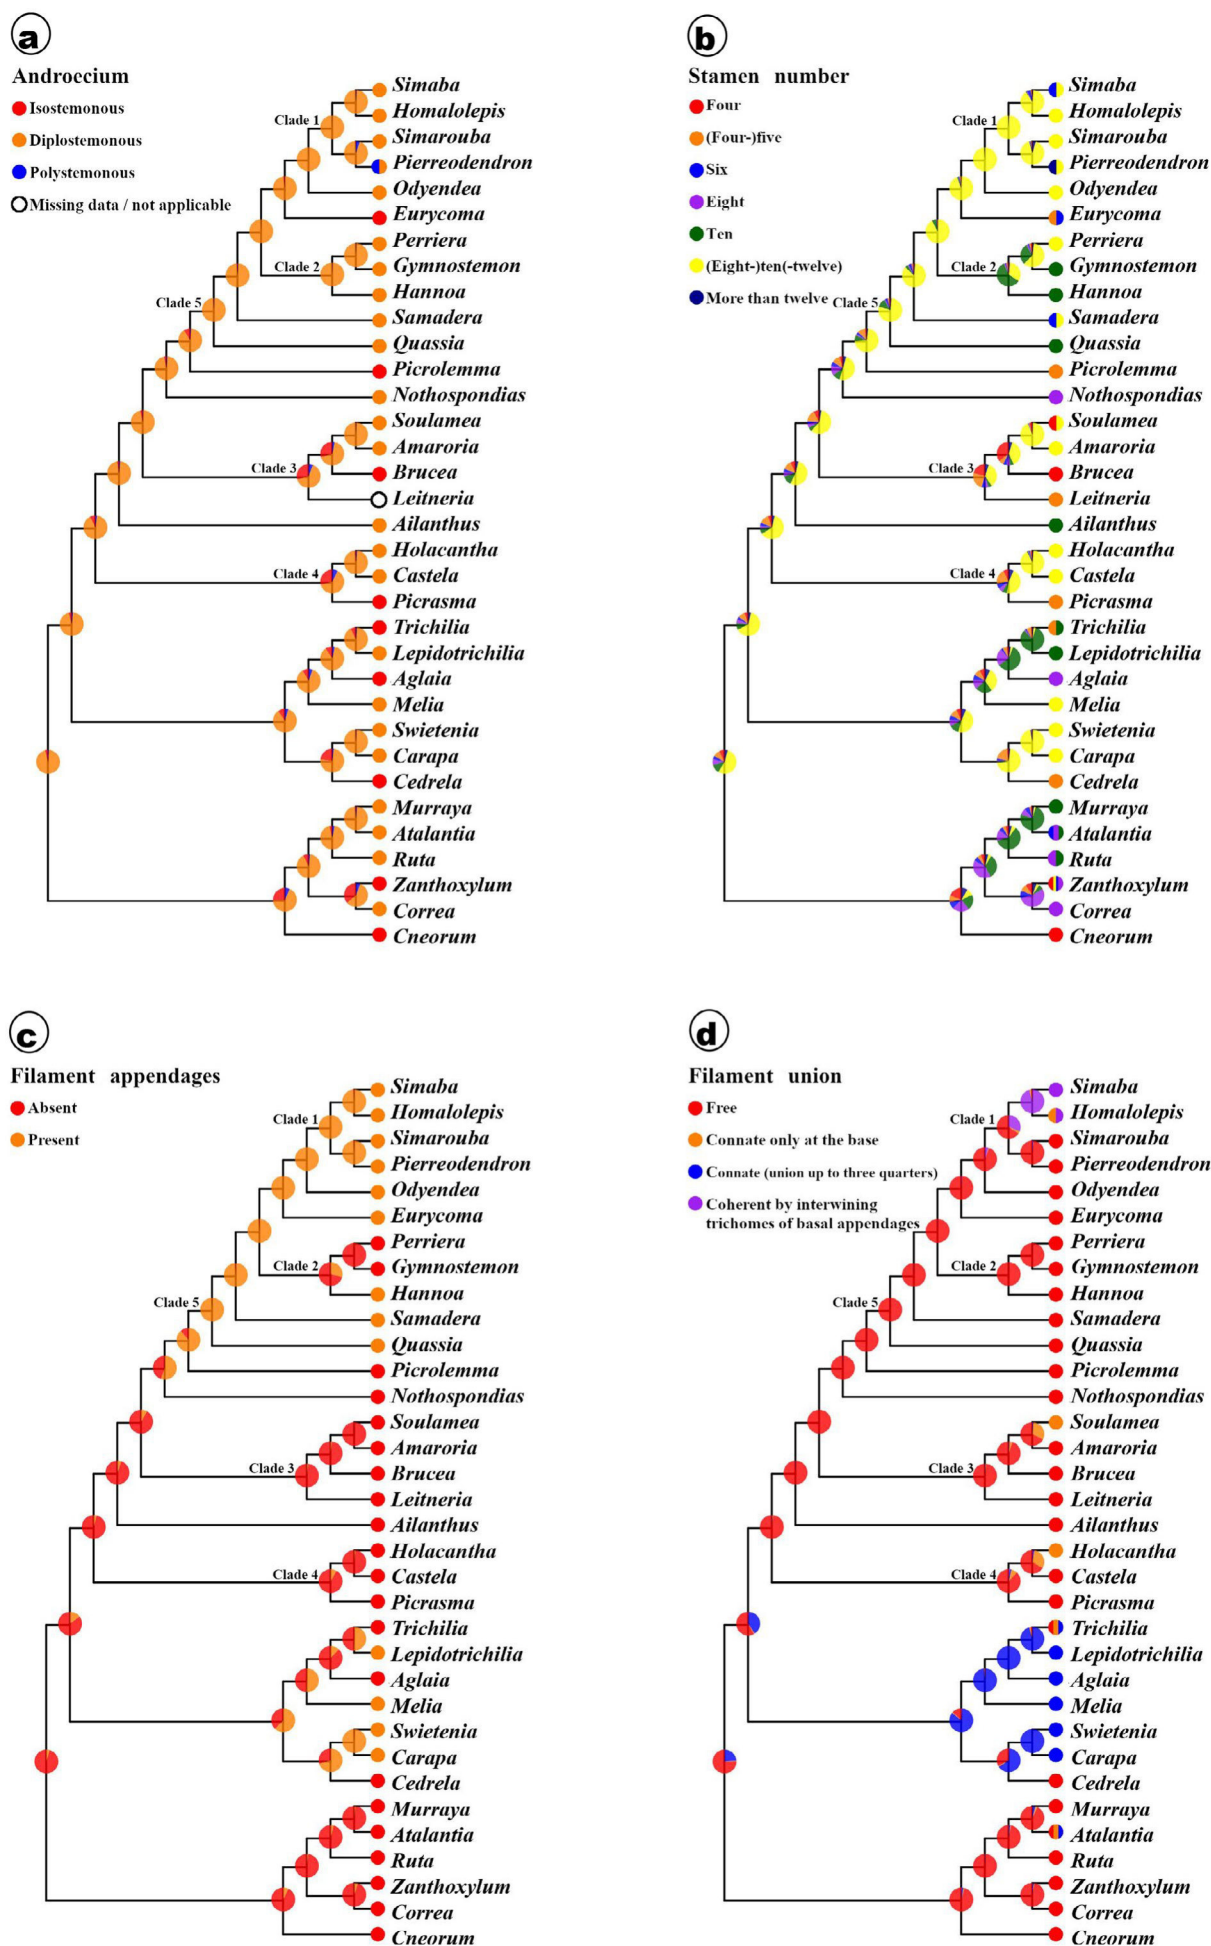 a
Androecium
Isostemonous
Diplostemonous
Polystemonous
Missing data / not applicable
Clade 1
Clade 2
Clade 5
Clade 3
Clade 4
Simaba
Homalolepis
Simarouba
Pierreodendron
Odyendea
Eurycoma
Perriera
Gymnostemon
Hannoa
Samadera
Quassia
Picrolemma
Nothospondias
Soulamea
Amaroria
Brucea
Leitneria
Ailanthus
Holacantha
Castela
Picrasma
Trichilia
Lepidotrichilia
Aglaia
Melia
Swietenia
Carapa
Cedrela
Murraya
Atalantia
Ruta
Zanthoxylum
Correa
Cneorum
b
Stamen number
Four
(Four-)five
Six
Eight
Ten
(Eight-)ten(-twelve)
More than twelve
Clade 1
Clade 2
Clade 5
Clade 3
Clade 4
Simaba
Homalolepis
Simarouba
Pierreodendron
Odyendea
Eurycoma
Perriera
Gymnostemon
Hannoa
Samadera
Quassia
Picrolemma
Nothospondias
Soulamea
Amaroria
Brucea
Leitneria
Ailanthus
Holacantha
Castela
Picrasma
Trichilia
Lepidotrichilia
Aglaia
Melia
Swietenia
Carapa
Cedrela
Murraya
Atalantia
Ruta
Zanthoxylum
Correa
Cneorum
c
Filament appendages
Absent
Present
Clade 1
Clade 2
Clade 5
Clade 3
Clade 4
Simaba
Homalolepis
Simarouba
Pierreodendron
Odyendea
Eurycoma
Perriera
Gymnostemon
Hannoa
Samadera
Quassia
Picrolemma
Nothospondias
Soulamea
Amaroria
Brucea
Leitneria
Ailanthus
Holacantha
Castela
Picrasma
Trichilia
Lepidotrichilia
Aglaia
Melia
Swietenia
Carapa
Cedrela
Murraya
Atalantia
Ruta
Zanthoxylum
Correa
Cneorum
d
Filament union
Free
Connate only at the base
Connate (union up to three quarters)
Coherent by interwining
trichomes of basal appendages
Clade 1
Clade 2
Clade 5
Clade 3
Clade 4
Simaba
Homalolepis
Simarouba
Pierreodendron
Odyendea
Eurycoma
Perriera
Gymnostemon
Hannoa
Samadera
Quassia
Picrolemma
Nothospondias
Soulamea
Amaroria
Brucea
Leitneria
Ailanthus
Holacantha
Castela
Picrasma
Trichilia
Lepidotrichilia
Aglaia
Melia
Swietenia
Carapa
Cedrela
Murraya
Atalantia
Ruta
Zanthoxylum
Correa
Cneorum